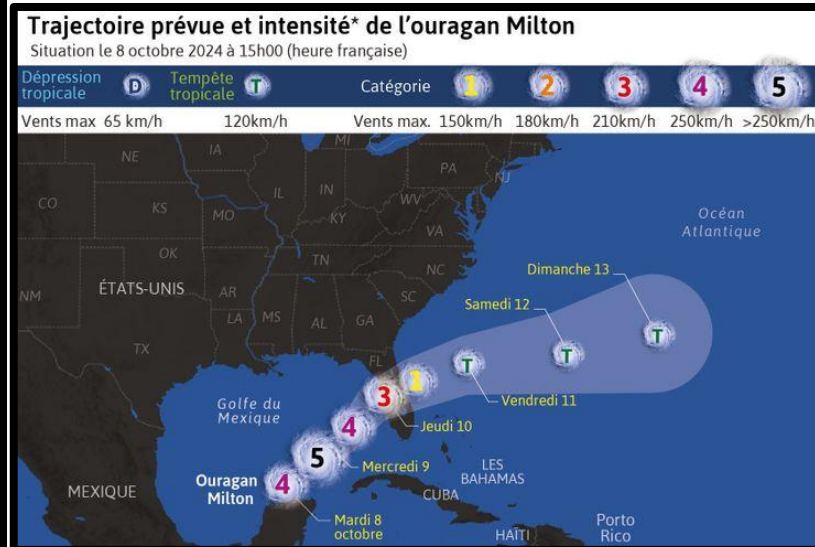 Trajectoire prévue et intensité* de l'ouragan Milton
Situation le 8 octobre 2024 à 15h00 (heure française)
Dépression tropicale D Tempête tropicale T Catégorie 1 2 3 4 5
Vents max 65 km/h 120km/h Vents max. 150km/h 180km/h 210km/h 250km/h >250km/h
MI
NE IA PA NJ
IL IN
CO WV
KS MO KY VA
Océan
Atlantique
OK TN NC
Dimanche 13
ÉTATS-UNIS
NM AR SC
Samedi 12
LA MS AL GA
T
TX FL T T
1
Golfe du
Mexique
3
Vendredi 11
4
Jeudi 10
5
Mercredi 9
LES
BAHAMAS
Ouragan
Milton
4
MEXIQUE
CUBA
Mardi 8
octobre
HAÏTI
Porto
Rico